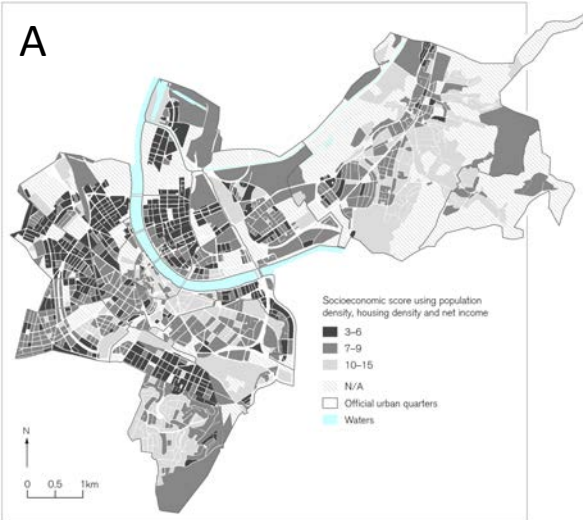 A
Socioeconomic score using population
density, housing density and net income
3–6
7–9
10–15
N/A
Official urban quarters
Waters
N
0 0.5 1km